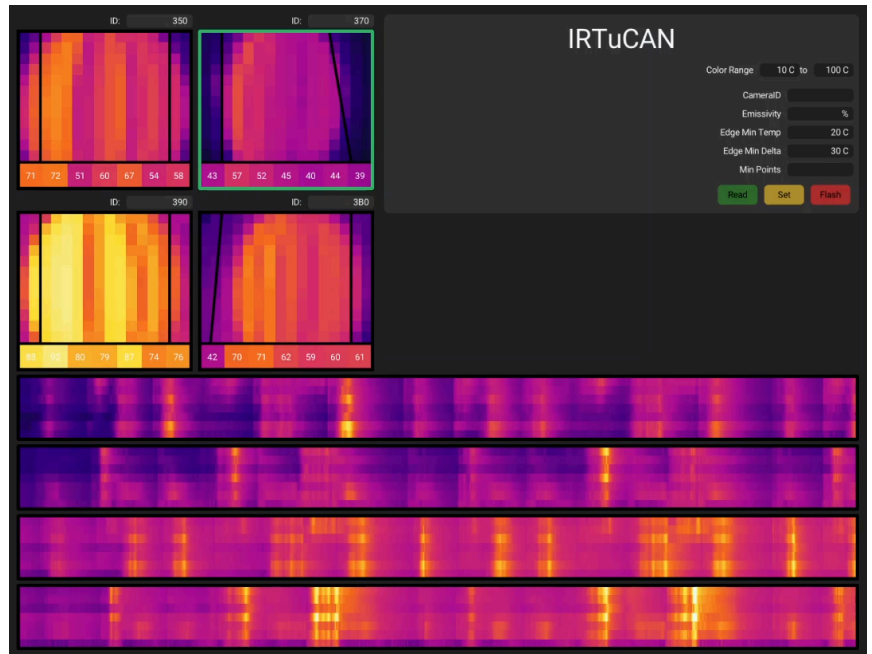 ID: 350
ID: 370
IRTuCAN
Color Range 10 C to 100 C
CameraID
Emissivity %
Edge Min Temp 20 C
Edge Min Delta 30 C
Min Points
Read Set Flash
71 72 51 60 67 54 58
43 57 52 45 40 44 39
ID: 390
ID: 3B0
80 79 87 74 76
42 70 71 62 59 60 61